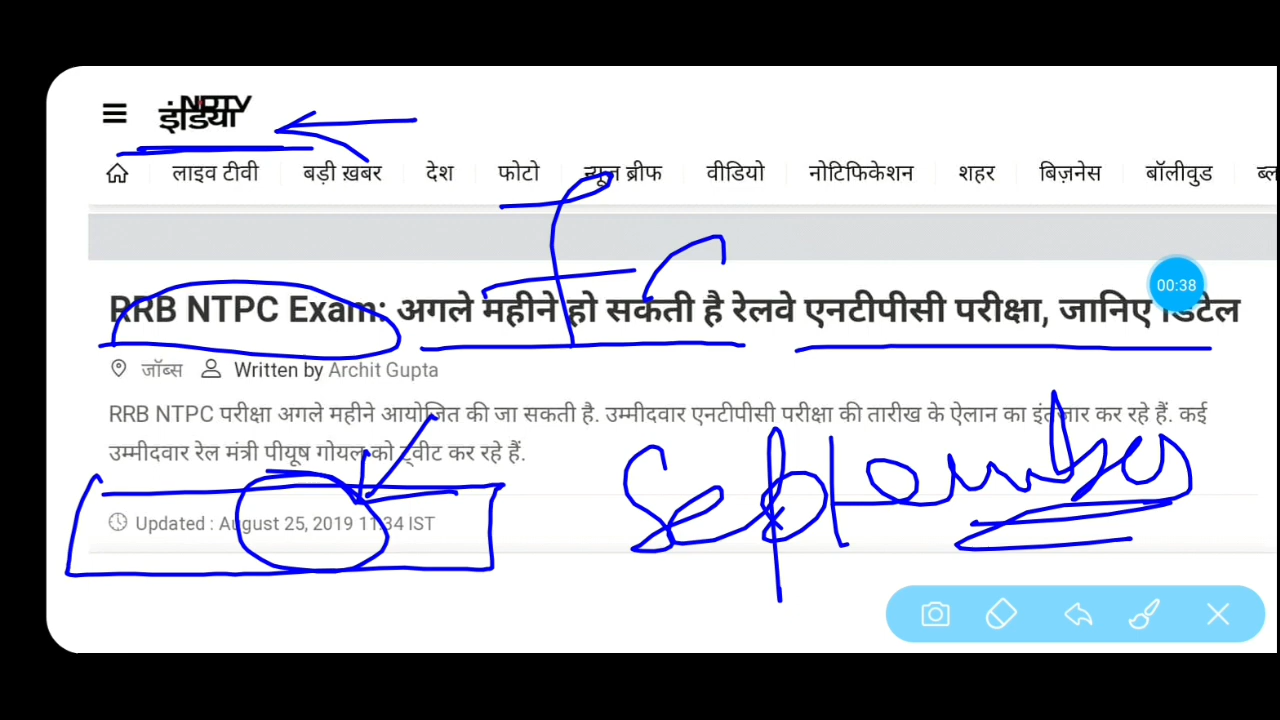 NDTV
इंडिया
लाइव टीवी बड़ी ख़बर देश फोटो न्यूज़ ब्रीफ वीडियो नोटिफिकेशन शहर बिज़नेस बॉलीवुड ब्ल
RRB NTPC Exam: अगले महीने हो सकती है रेलवे एनटीपीसी परीक्षा, जानिए डिटेल
00:38
जॉब्स Written by Archit Gupta
RRB NTPC परीक्षा अगले महीने आयोजित की जा सकती है. उम्मीदवार एनटीपीसी परीक्षा की तारीख के ऐलान का इंतजार कर रहे हैं. कई
उम्मीदवार रेल मंत्री पीयूष गोयल को ट्वीट कर रहे हैं.
September
Updated : August 25, 2019 11:34 IST